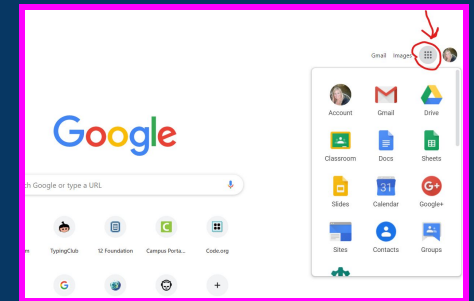 Gmail Images
Account Gmail Drive
Google
Classroom Docs Sheets
ch Google or type a URL
Slides 31 Calendar G+ Google+
TypingClub 12 Foundation Campus Porta... C Code.org
Sites Contacts Groups
G